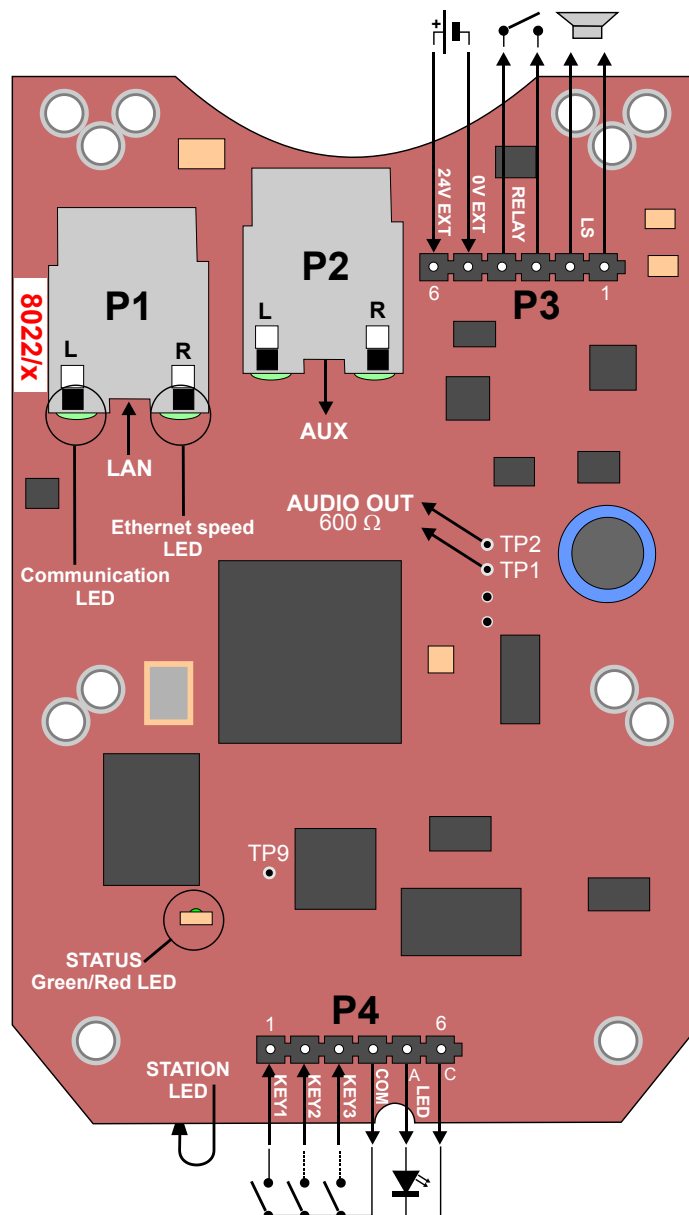 +
24V EXT
0V EXT
RELAY
LS
6
1
P3
P1
P2
L
R
L
R
8022/x
LAN
AUX
Ethernet speed
LED
Communication
LED
AUDIO OUT
600 Ω
TP2
TP1
TP9
STATUS
Green/Red LED
P4
1
6
STATION
LED
KEY1
KEY2
KEY3
COM
A
LED
C